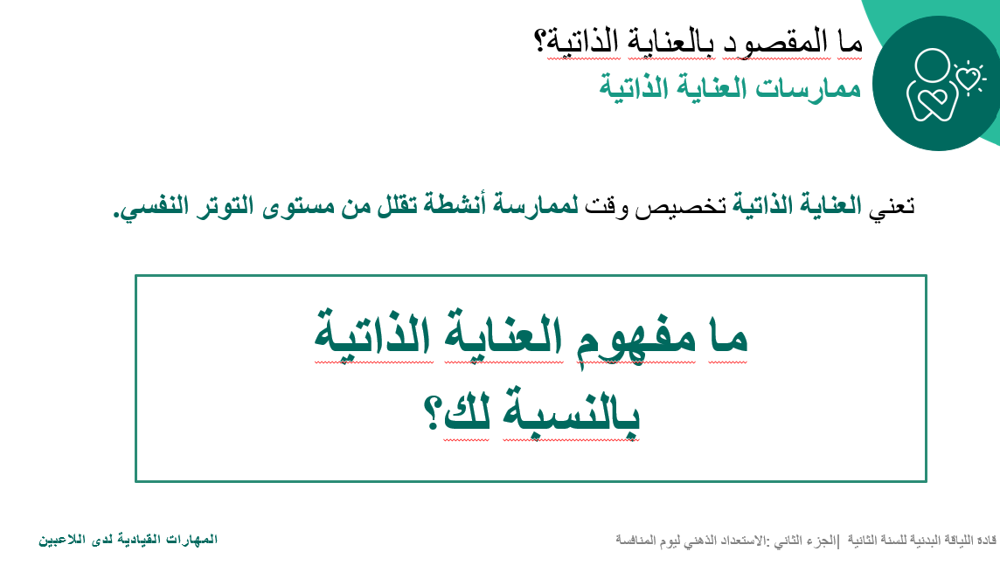 ما المقصود بالعناية الذاتية؟
ممارسات العناية الذاتية
تعني العناية الذاتية تخصيص وقت لممارسة أنشطة تقلل من مستوى التوتر النفسي.
ما مفهوم العناية الذاتية
بالنسبة لك؟
قادة اللياقة البدنية للسنة الثانية |الجزء الثاني :الاستعداد الذهني ليوم المنافسة
المهارات القيادية لدى اللاعبين